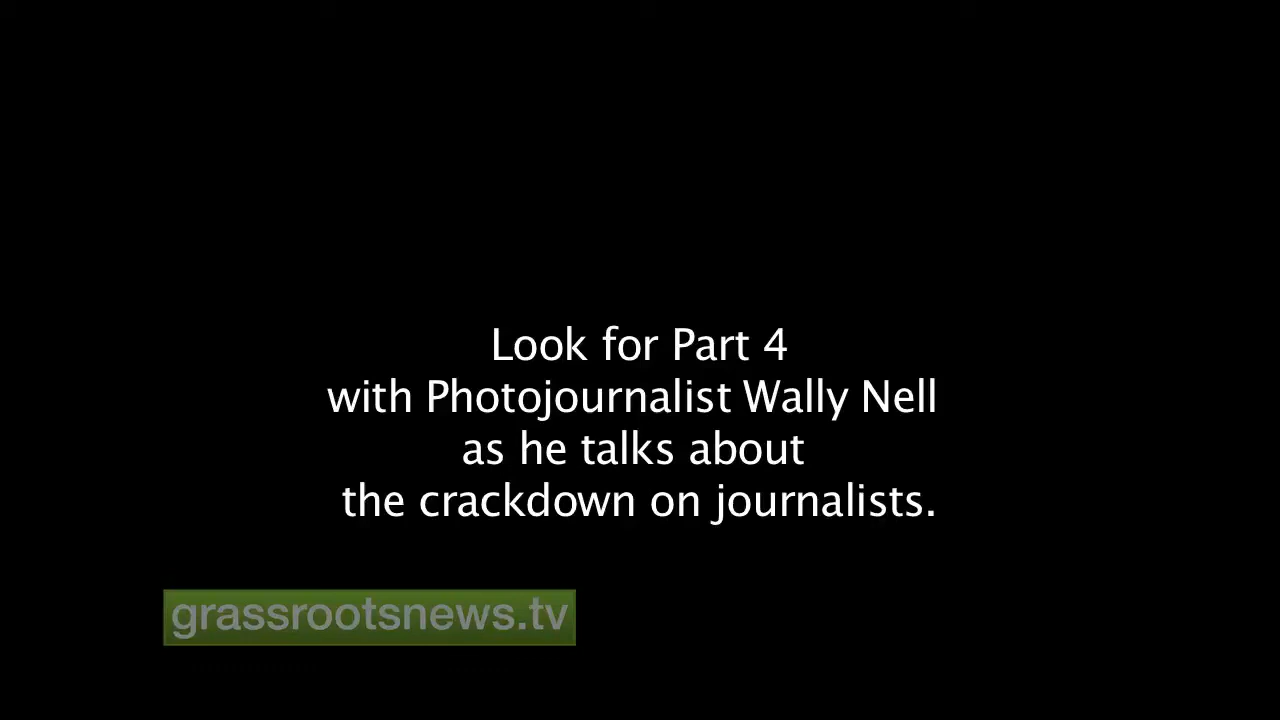 Look for Part 4
with Photojournalist Wally Nell
as he talks about
the crackdown on journalists.
grassrootsnews.tv